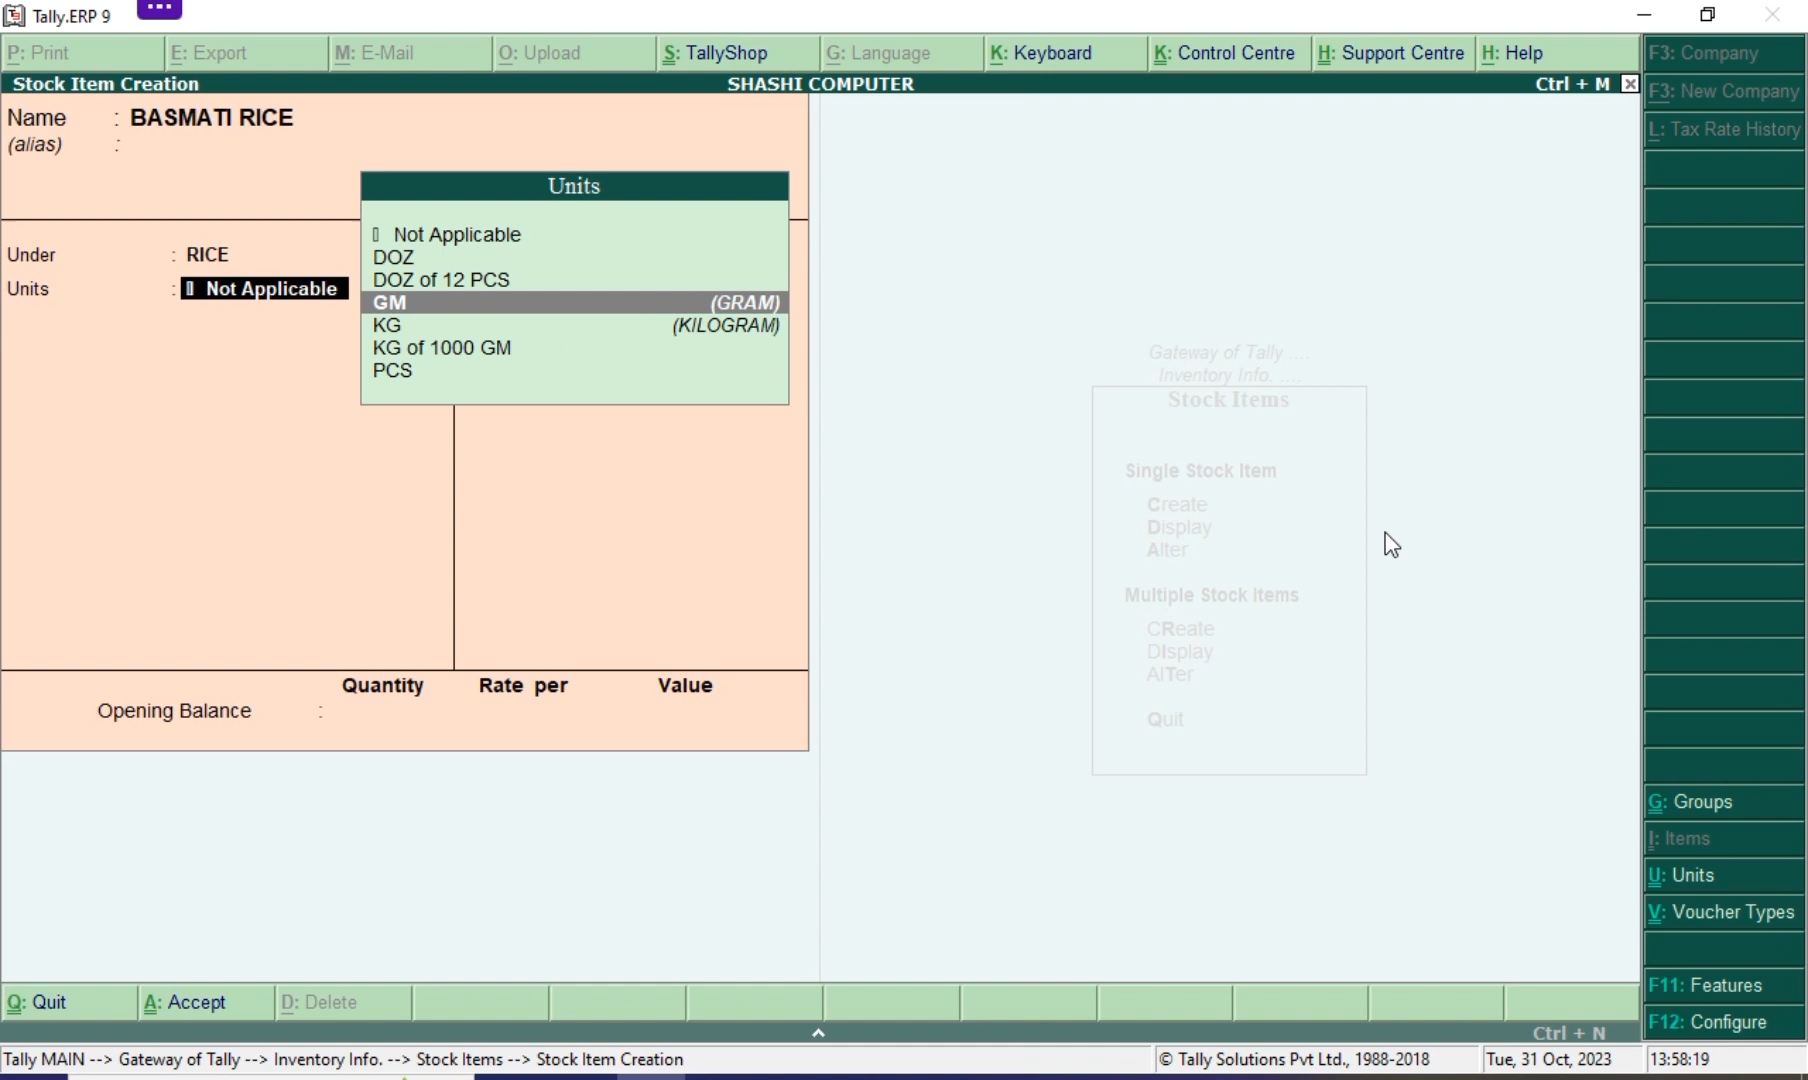 Tally.ERP 9
P: Print E: Export M: E-Mail O: Upload S: TallyShop G: Language K: Keyboard K: Control Centre H: Support Centre H: Help
F3: Company
Stock Item Creation SHASHI COMPUTER Ctrl + M
F3: New Company
Name : BASMATI RICE
L: Tax Rate History
(alias) :
Units
Not Applicable
Under : RICE
DOZ
DOZ of 12 PCS
Units : Not Applicable
GM (GRAM)
KG (KILOGRAM)
KG of 1000 GM
PCS
Gateway of Tally ....
Inventory Info. ....
Stock Items
Single Stock Item
Create
Display
Alter
Multiple Stock Items
CReate
DIsplay
AlTer
Quit
Quantity Rate per Value
Opening Balance :
G: Groups
I: Items
U: Units
V: Voucher Types
F11: Features
F12: Configure
Q: Quit A: Accept D: Delete
Ctrl + N
Tally MAIN --> Gateway of Tally --> Inventory Info. --> Stock Items --> Stock Item Creation © Tally Solutions Pvt Ltd., 1988-2018 Tue, 31 Oct, 2023 13:58:19